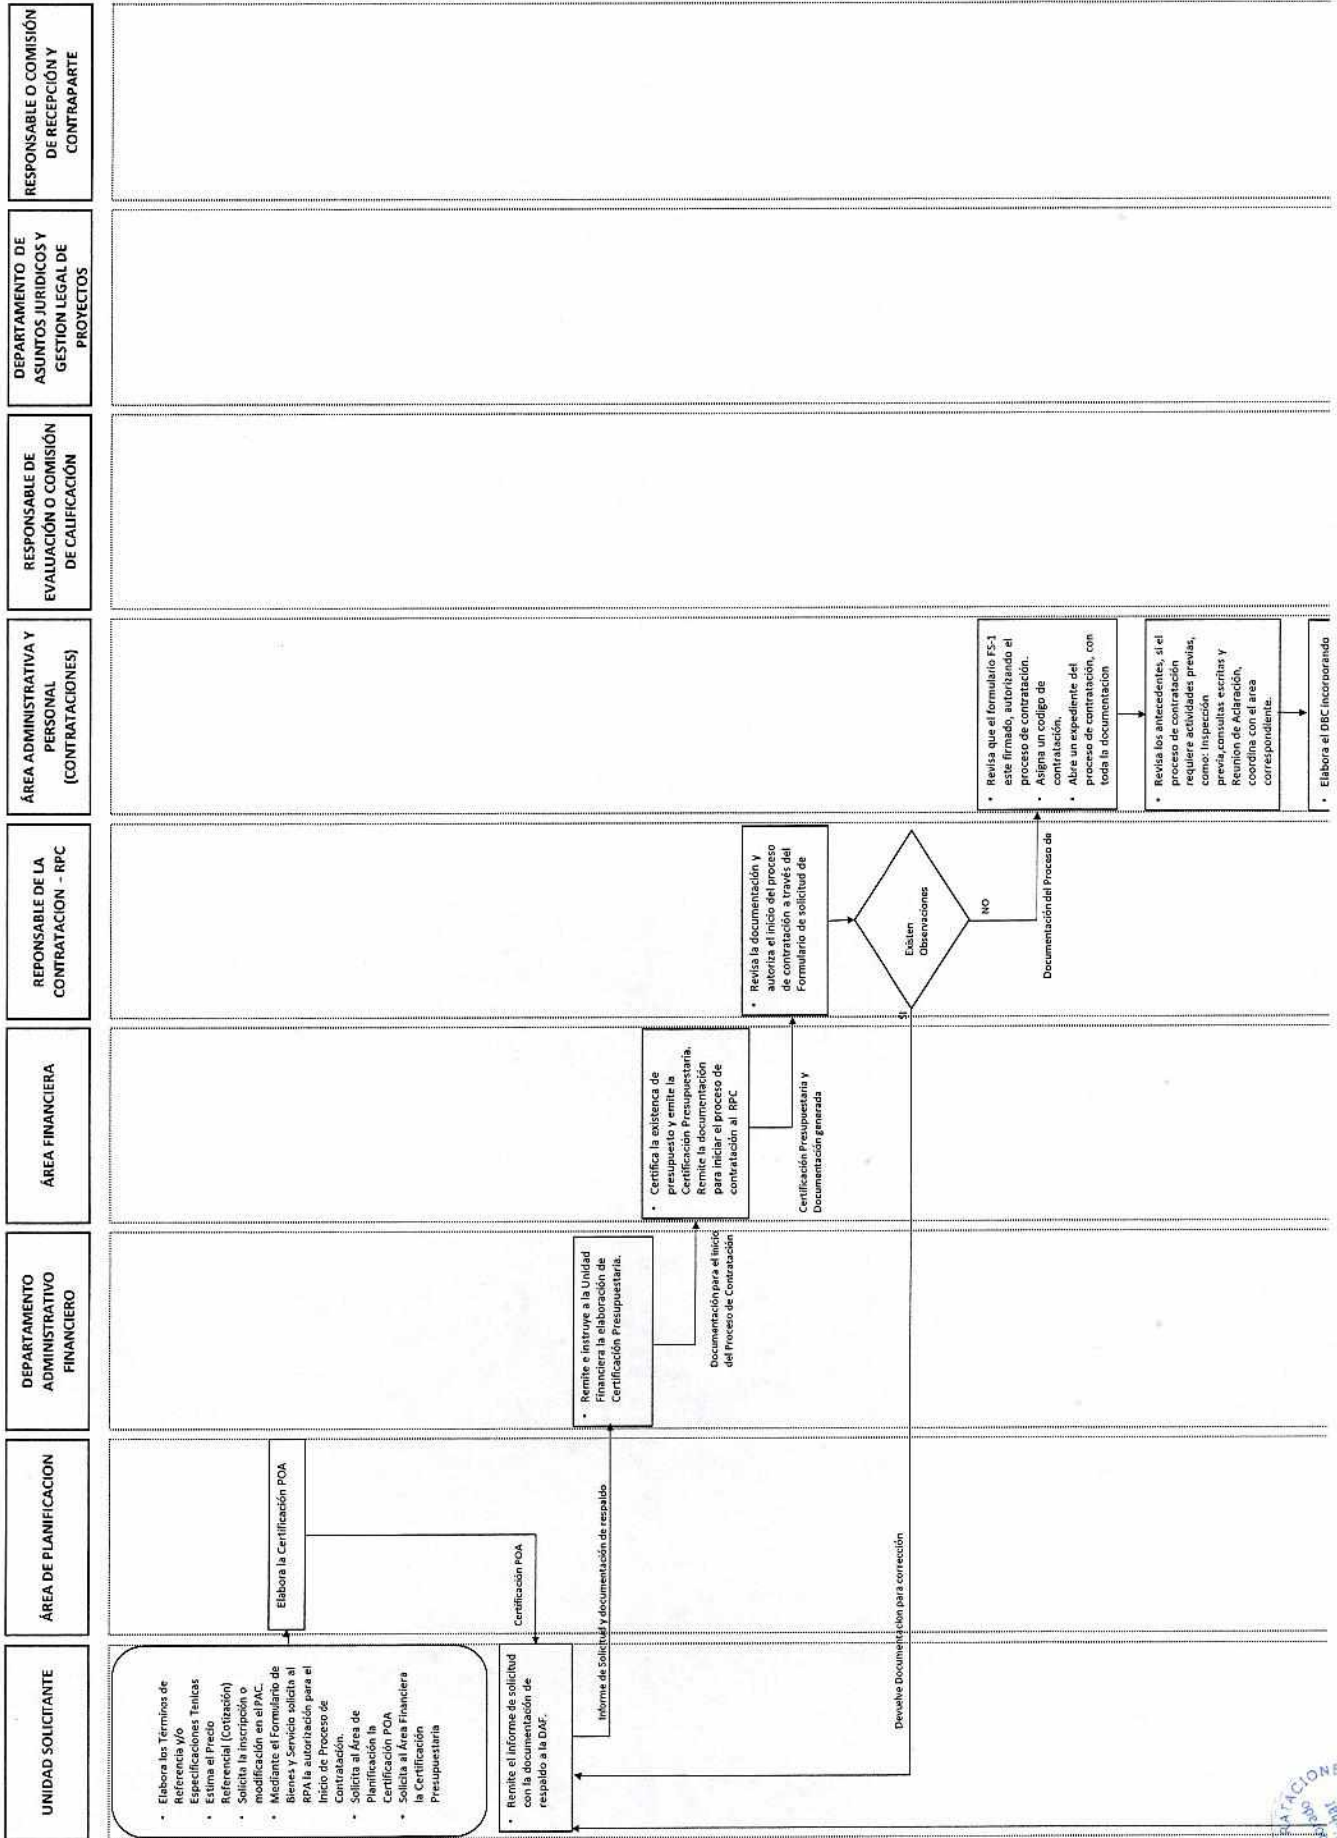 UNIDAD SOLICITANTE
ÁREA DE PLANIFICACION
DEPARTAMENTO
ADMINISTRATIVO
FINANCIERO
ÁREA FINANCIERA
REPONSABLE DE LA
CONTRATACION - RPC
ÁREA ADMINISTRATIVA Y
PERSONAL
(CONTRATACIONES)
RESPONSABLE DE
EVALUACIÓN O COMISIÓN
DE CALIFICACIÓN
DEPARTAMENTO DE
ASUNTOS JURIDICOS Y
GESTION LEGAL DE
PROYECTOS
RESPONSABLE O COMISIÓN
DE RECEPCIÓN Y
CONTRAPARTE
• Elabora los Términos de
Referencia y/o
Especificaciones Tenicas
• Estima el Precio
Referencial (Cotización)
• Solicita la inscripción o
modificación en el PAC.
• Mediante el Formulario de
Bienes y Servicio solicita al
RPA la autorización para el
Inicio de Proceso de
Contratación.
• Solicita al Área de
Planificación la
Certificación POA
• Solicita al Área Financiera
la Certificación
Presupuestaria
Elabora la Certificación POA
Certificación POA
• Remite el informe de solicitud
con la documentación de
respaldo a la DAF.
Informe de Solicitud y documentación de respaldo
• Remite e instruye a la Unidad
Financiera la elaboración de
Certificación Presupuestaria.
Documentación para el inicio
del Proceso de Contratación
• Certifica la existenca de
presupuesto y emite la
Certificación Presupuestaria.
Remite la documentación
para iniciar el proceso de
contratación al RPC
Certificación Presupuestaria y
Documentación generada
• Revisa la documentación y
autoriza el inicio del proceso
de contratación a través del
Formulario de solicitud de
Existen
Observaciones
SI
Devuelve Documentacion para corrección
NO
Documentación del Proceso de
• Revisa que el formulario FS-1
este firmado, autorizando el
proceso de contratación.
• Asigna un codigo de
contratación.
• Abre un expediente del
proceso de contratación, con
toda la documentacion
• Revisa los antecedentes, si el
proceso de contratación
requiere actividades previas,
como: Inspección
previa,consultas escritas y
Reunion de Aclaración,
coordina con el area
correspondiente.
• Elabora el DBC incorporando